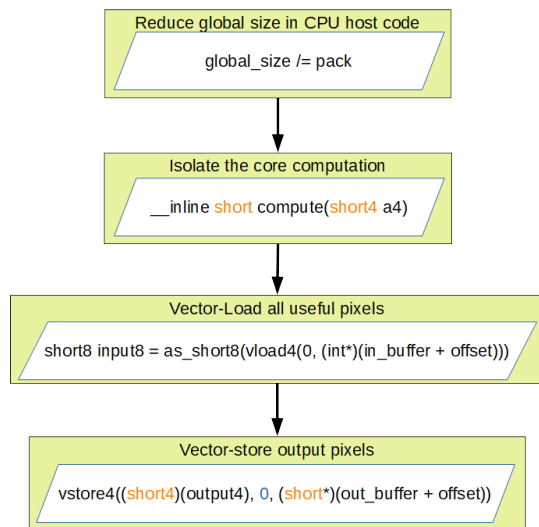 Reduce global size in CPU host code
global_size /= pack
Isolate the core computation
__inline short compute(short4 a4)
Vector-Load all useful pixels
short8 input8 = as_short8(vload4(0, (int*)(in_buffer + offset)))
Vector-store output pixels
vstore4((short4)(output4), 0, (short*)(out_buffer + offset))